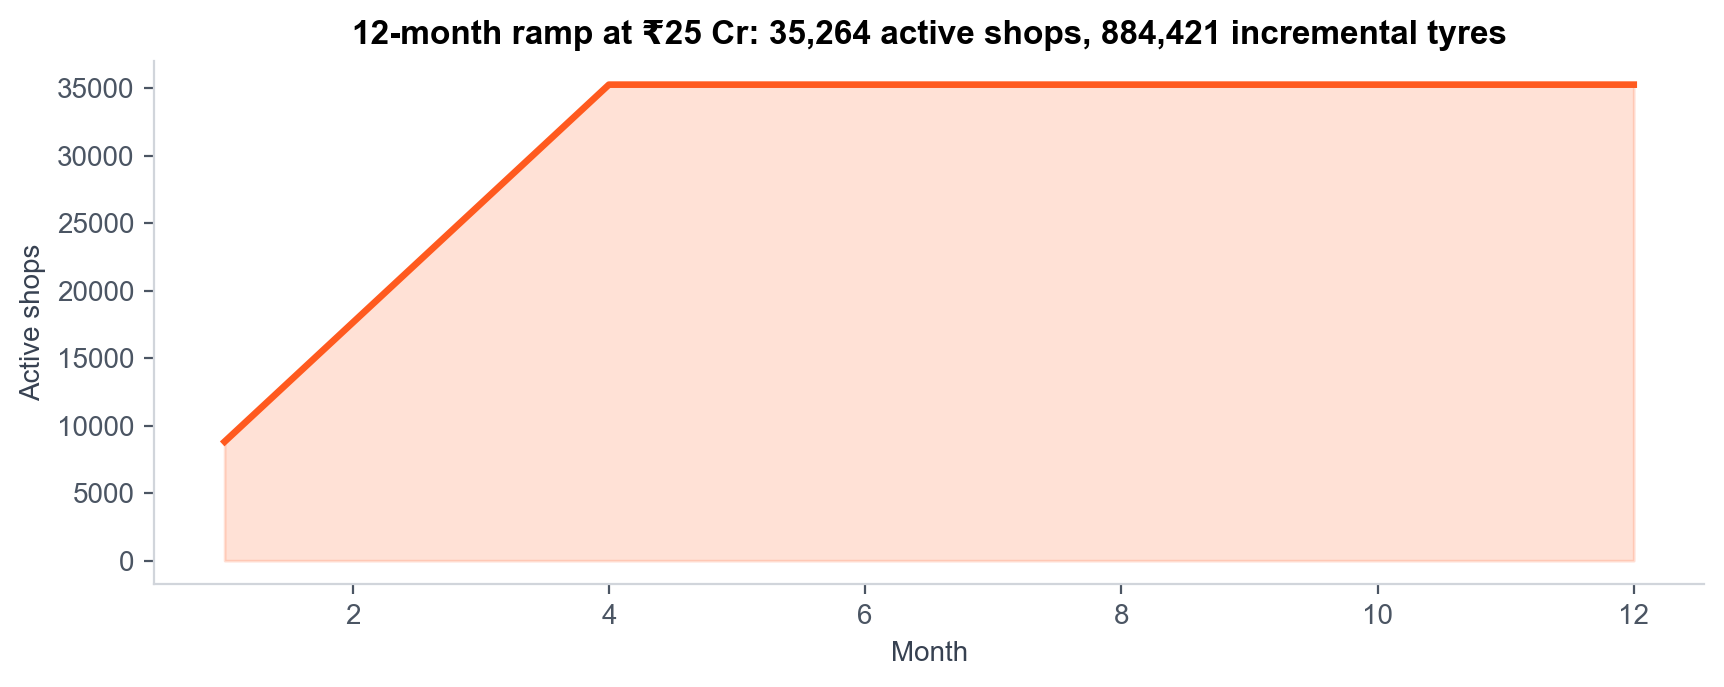 12-month ramp at ₹25 Cr: 35,264 active shops, 884,421 incremental tyres
Active shops
35000
30000
25000
20000
15000
10000
5000
0
2 4 6 8 10 12
Month